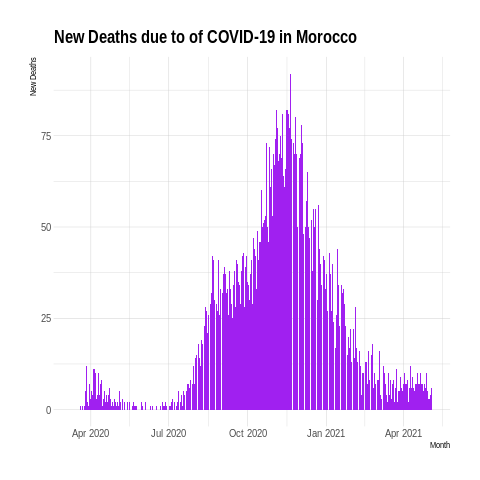 New Deaths due to of COVID-19 in Morocco
New Deaths
75
50
25
0
Apr 2020 Jul 2020 Oct 2020 Jan 2021 Apr 2021
Month